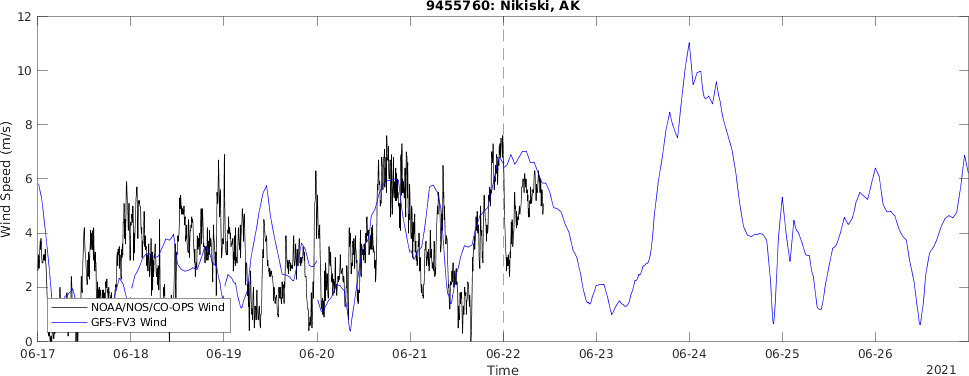 9455760: Nikiski, AK
12
10
8
6
4
2
0
Wind Speed (m/s)
NOAA/NOS/CO-OPS Wind
GFS-FV3 Wind
06-17 06-18 06-19 06-20 06-21 06-22 06-23 06-24 06-25 06-26
Time
2021